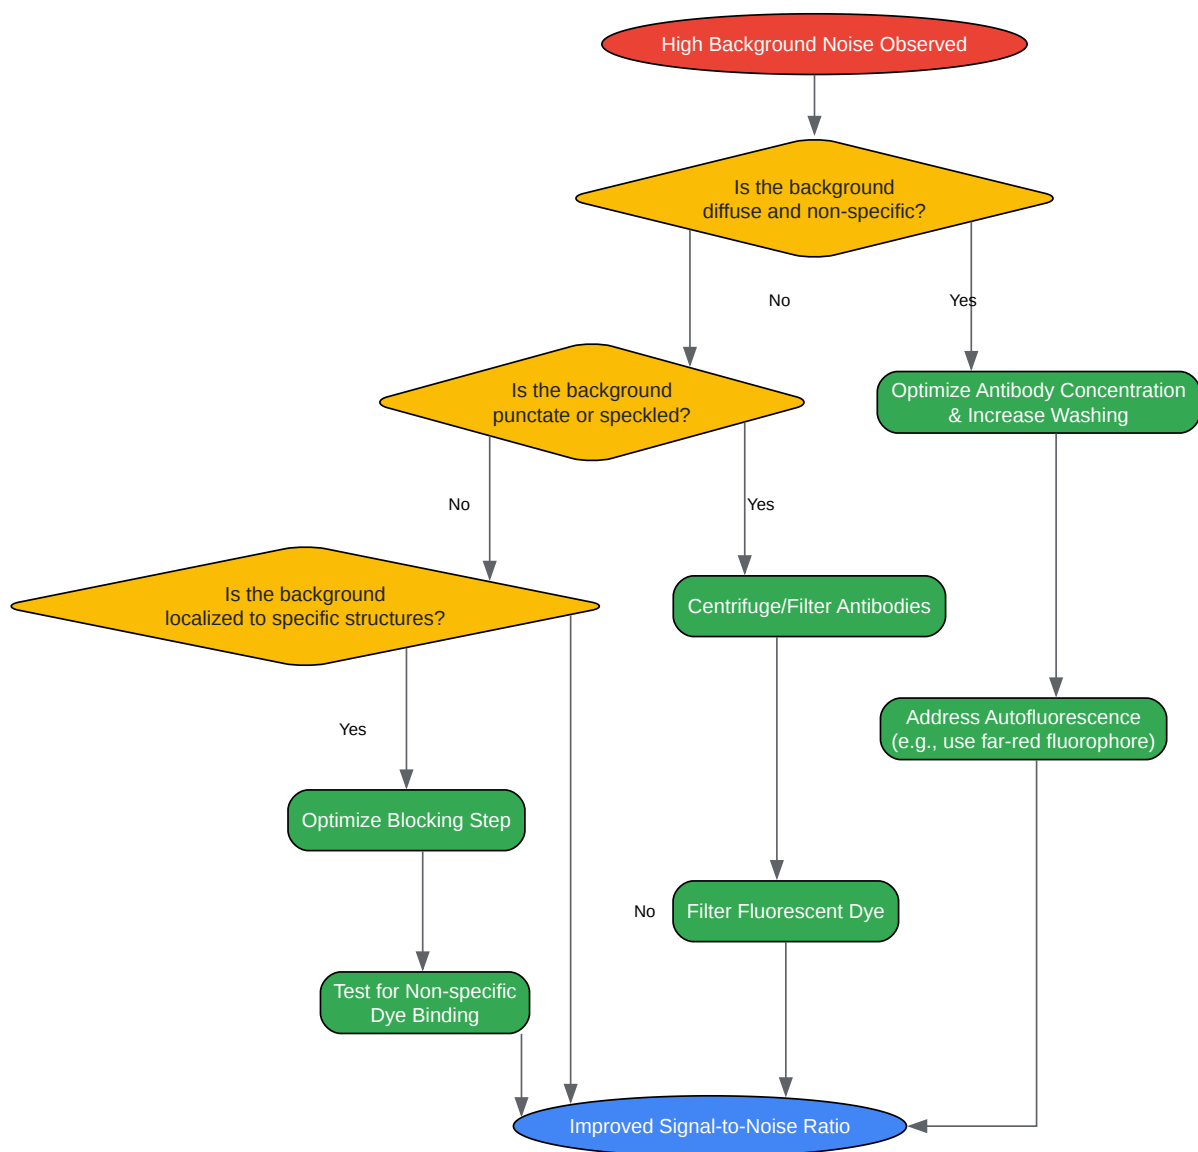 High Background Noise Observed
Is the background
diffuse and non-specific?
No
Yes
Is the background
punctate or speckled?
Optimize Antibody Concentration
& Increase Washing
No
Yes
Is the background
localized to specific structures?
Centrifuge/Filter Antibodies
Address Autofluorescence
(e.g., use far-red fluorophore)
Yes
Optimize Blocking Step
No
Filter Fluorescent Dye
Test for Non-specific
Dye Binding
Improved Signal-to-Noise Ratio